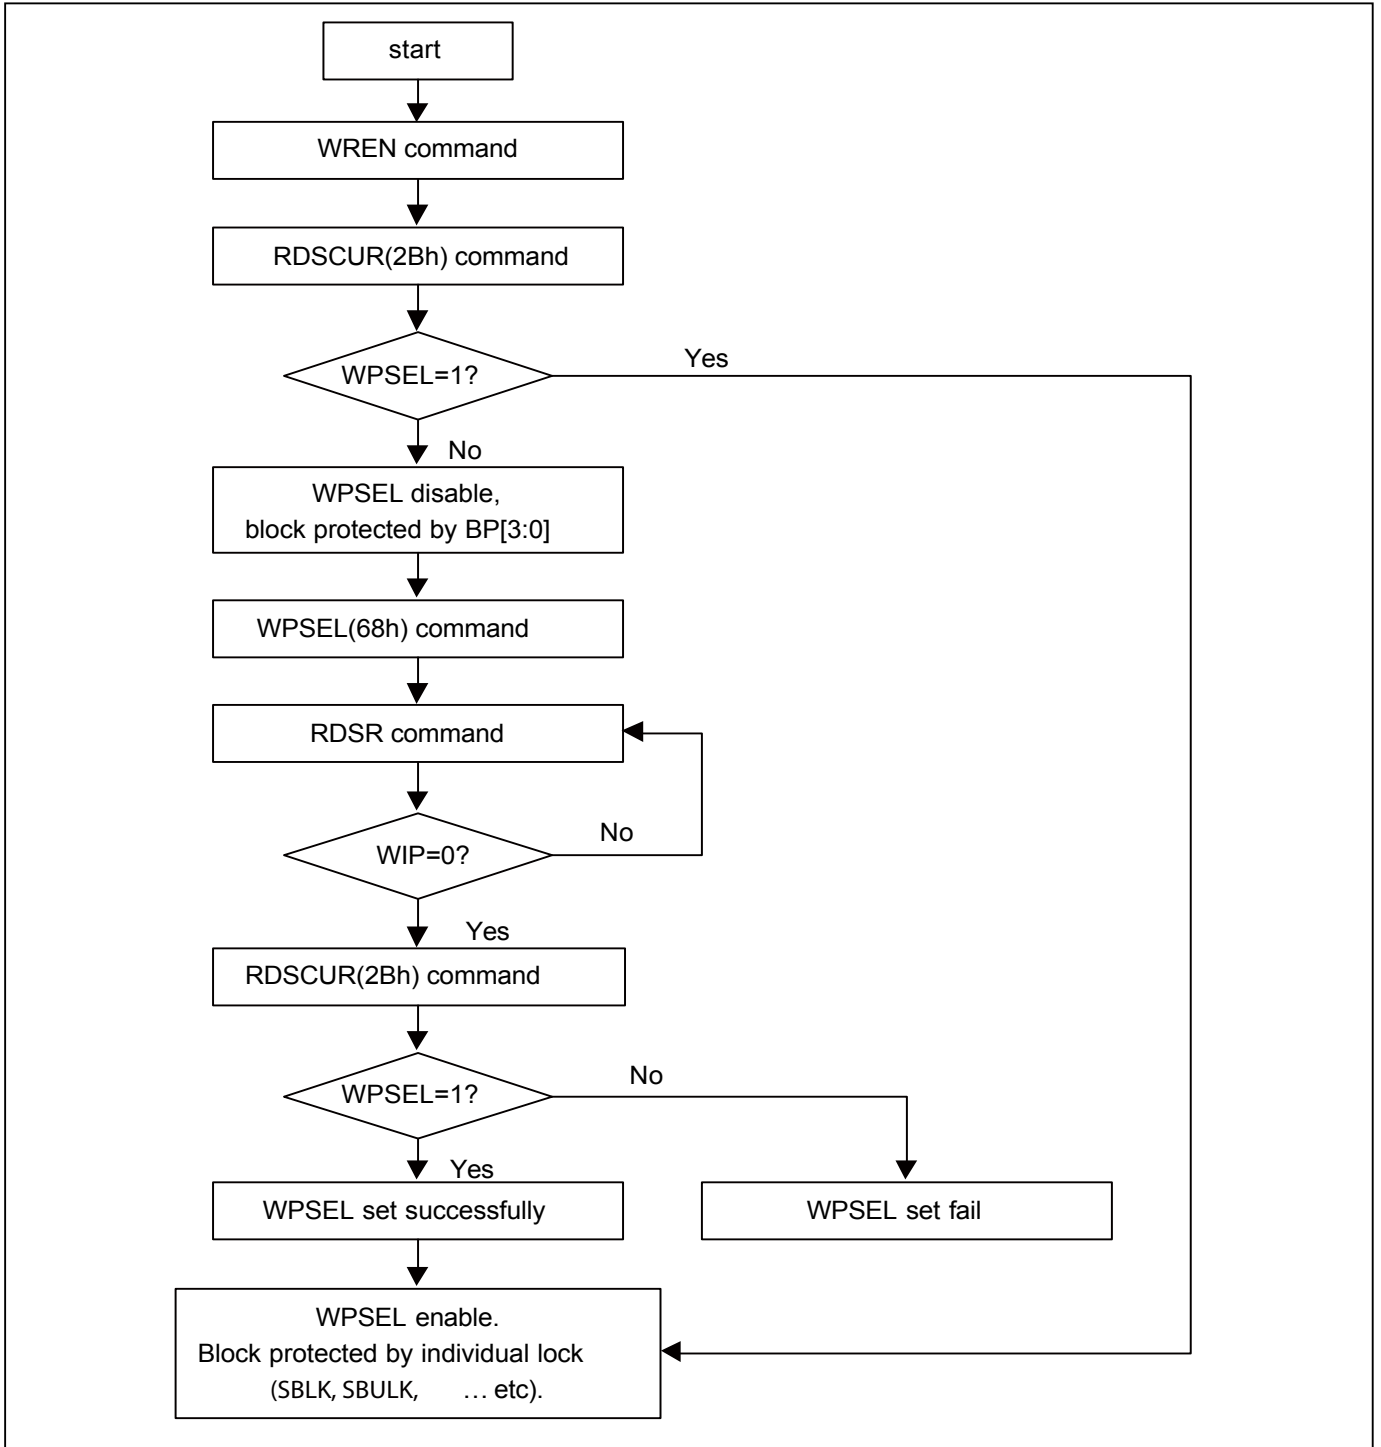 start
WREN command
RDSCUR(2Bh) command
WPSEL=1?
Yes
No
WPSEL disable,
block protected by BP[3:0]
WPSEL(68h) command
RDSR command
WIP=0?
No
Yes
RDSCUR(2Bh) command
WPSEL=1?
No
Yes
WPSEL set successfully
WPSEL set fail
WPSEL enable.
Block protected by individual lock
(SBLK, SBULK, … etc).